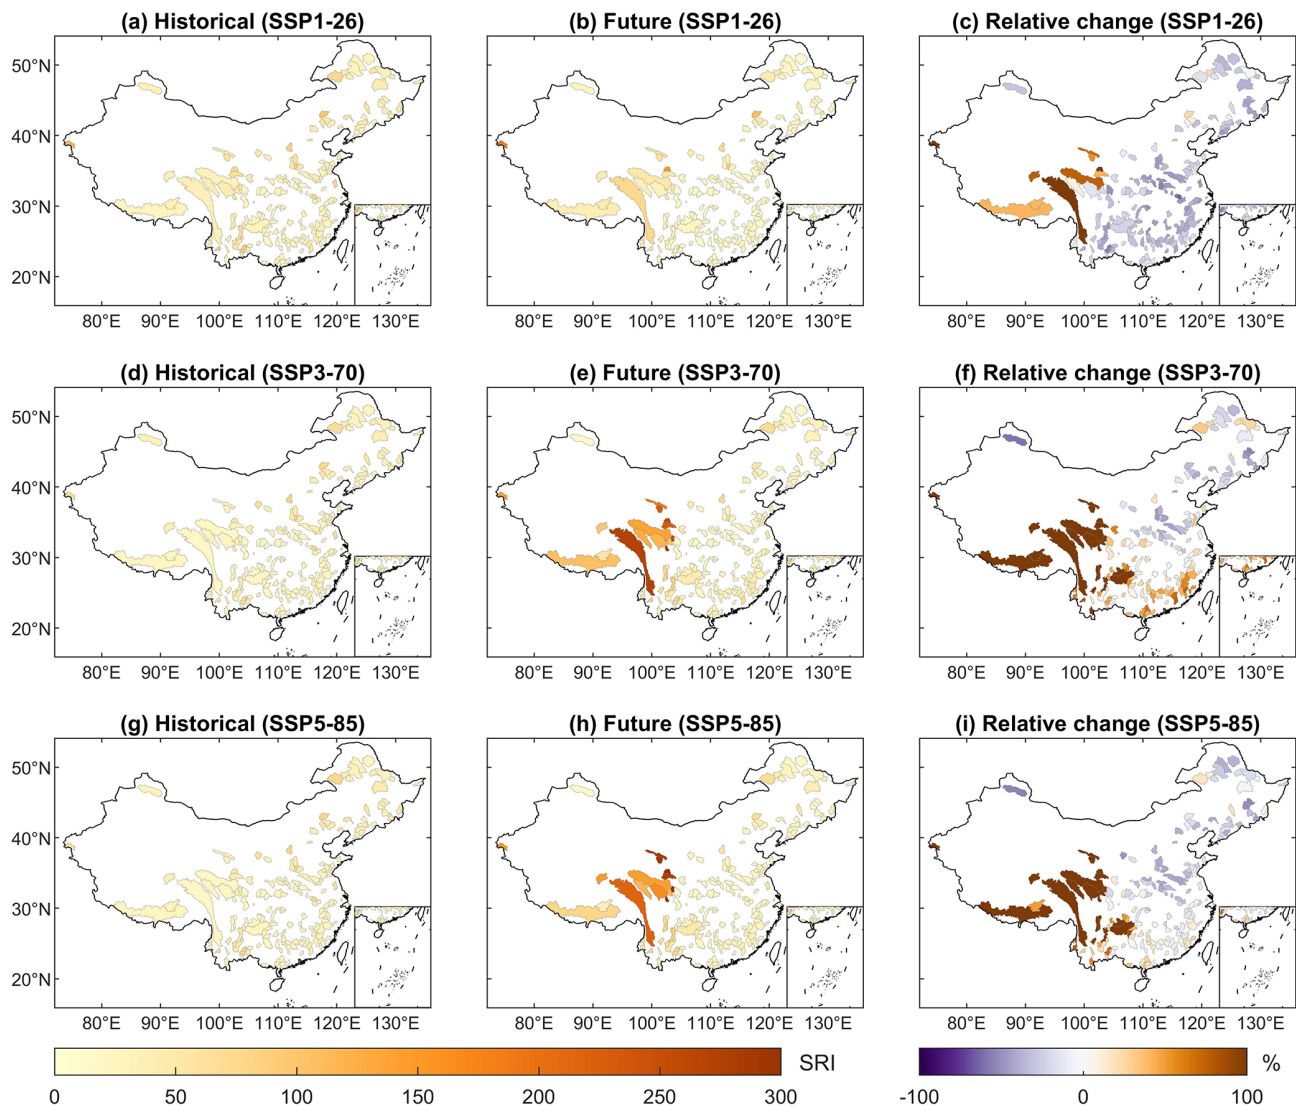 (a) Historical (SSP1-26) (b) Future (SSP1-26) (c) Relative change (SSP1-26)
50°N
40°N
30°N
20°N
80°E 90°E 100°E 110°E 120°E 130°E 80°E 90°E 100°E 110°E 120°E 130°E 80°E 90°E 100°E 110°E 120°E 130°E
(d) Historical (SSP3-70) (e) Future (SSP3-70) (f) Relative change (SSP3-70)
50°N
40°N
30°N
20°N
80°E 90°E 100°E 110°E 120°E 130°E 80°E 90°E 100°E 110°E 120°E 130°E 80°E 90°E 100°E 110°E 120°E 130°E
(g) Historical (SSP5-85) (h) Future (SSP5-85) (i) Relative change (SSP5-85)
50°N
40°N
30°N
20°N
80°E 90°E 100°E 110°E 120°E 130°E 80°E 90°E 100°E 110°E 120°E 130°E 80°E 90°E 100°E 110°E 120°E 130°E
SRI %
0 50 100 150 200 250 300 -100 0 100